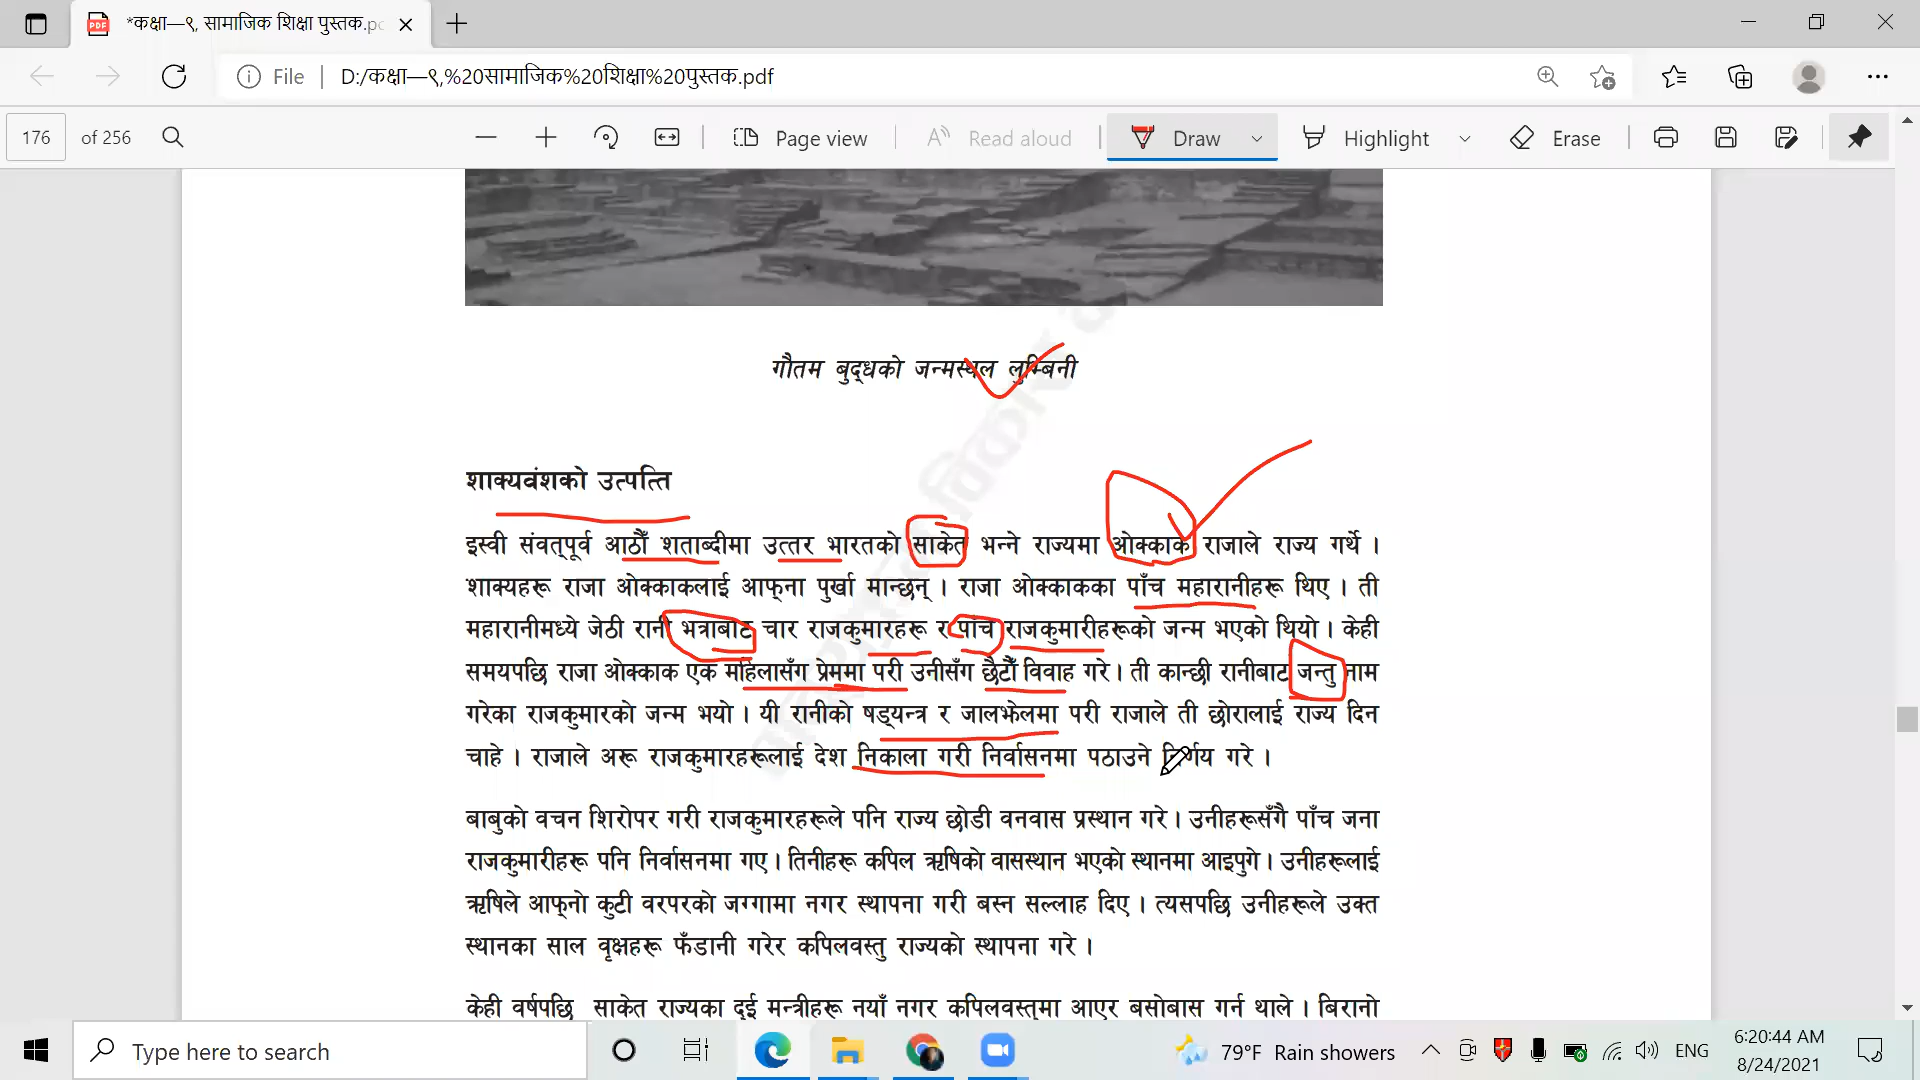 *कक्षा—९, सामाजिक शिक्षा पुस्तक.pd
File
D:/कक्षा—९,%20सामाजिक%20शिक्षा%20पुस्तक.pdf
176 of 256
Page view
Read aloud
Draw
Highlight
Erase
गौतम बुद्धको जन्मस्थल लुम्बिनी
शाक्यवंशको उत्पत्ति
इस्वी संवत्पूर्व आठौँ शताब्दीमा उत्तर भारतको साकेत भन्ने राज्यमा ओक्काक राजाले राज्य गर्थे ।
शाक्यहरू राजा ओक्काकलाई आफ्ना पुर्खा मान्छन् । राजा ओक्काकका पाँच महारानीहरू थिए । ती
महारानीमध्ये जेठी रानी भत्राबाट चार राजकुमारहरू र पाँच राजकुमारीहरूको जन्म भएको थियो । केही
समयपछि राजा ओक्काक एक महिलासँग प्रेममा परी उनीसँग छैटौँ विवाह गरे । ती कान्छी रानीबाट जन्तु नाम
गरेका राजकुमारको जन्म भयो । यी रानीको षड्यन्त्र र जालझेलमा परी राजाले ती छोरालाई राज्य दिन
चाहे । राजाले अरू राजकुमारहरूलाई देश निकाला गरी निर्वासनमा पठाउने निर्णय गरे ।
बाबुको वचन शिरोपर गरी राजकुमारहरूले पनि राज्य छोडी वनवास प्रस्थान गरे । उनीहरूसँगै पाँच जना
राजकुमारीहरू पनि निर्वासनमा गए । तिनीहरू कपिल ऋषिको वासस्थान भएको स्थानमा आइपुगे । उनीहरूलाई
ऋषिले आफ्नो कुटी वरपरको जग्गामा नगर स्थापना गरी बस्न सल्लाह दिए । त्यसपछि उनीहरूले उक्त
स्थानका साल वृक्षहरू फँडानी गरेर कपिलवस्तु राज्यको स्थापना गरे ।
केही वर्षपछि साकेत राज्यका दुई मन्त्रीहरू नयाँ नगर कपिलवस्तुमा आएर बसोबास गर्न थाले । बिरानो
Type here to search
79°F Rain showers
ENG
6:20:44 AM
8/24/2021